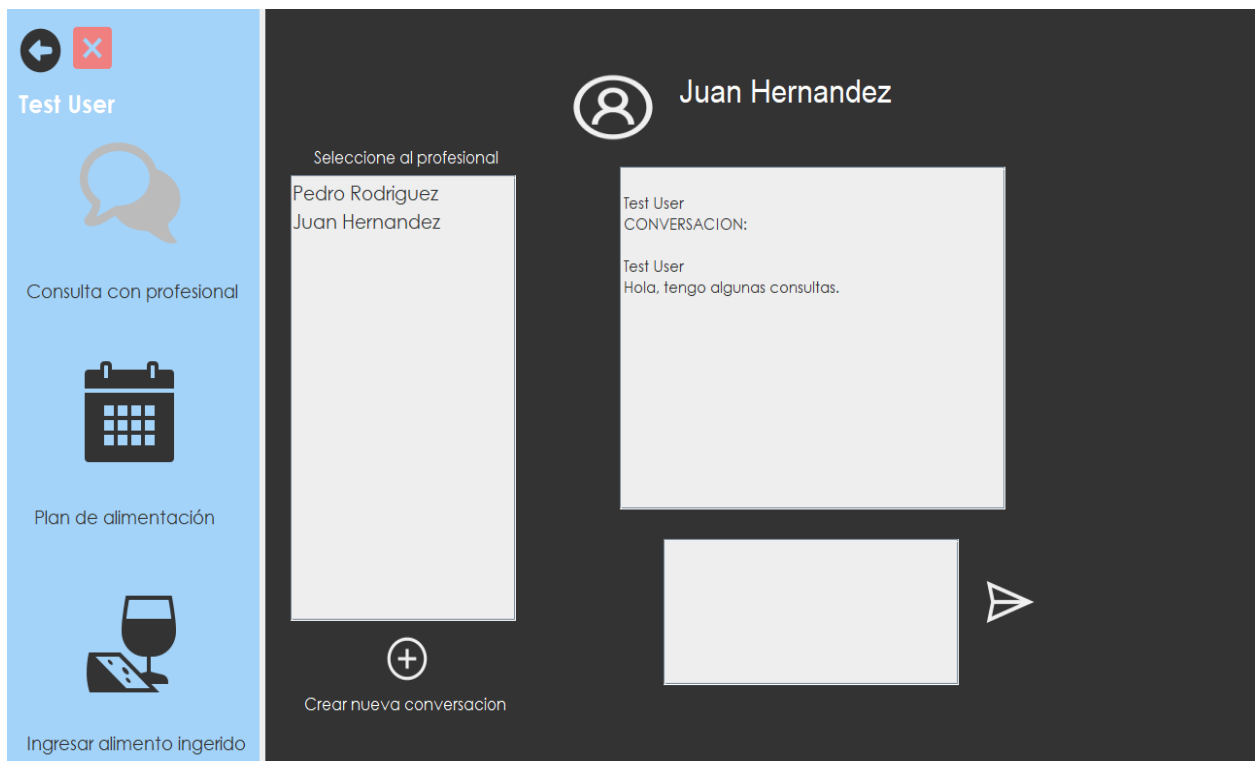 Test User
Consulta con profesional
Plan de alimentación
Ingresar alimento ingerido
Juan Hernandez
Seleccione al profesional
Pedro Rodriguez
Juan Hernandez
Crear nueva conversacion
Test User
CONVERSACION:
Test User
Hola, tengo algunas consultas.